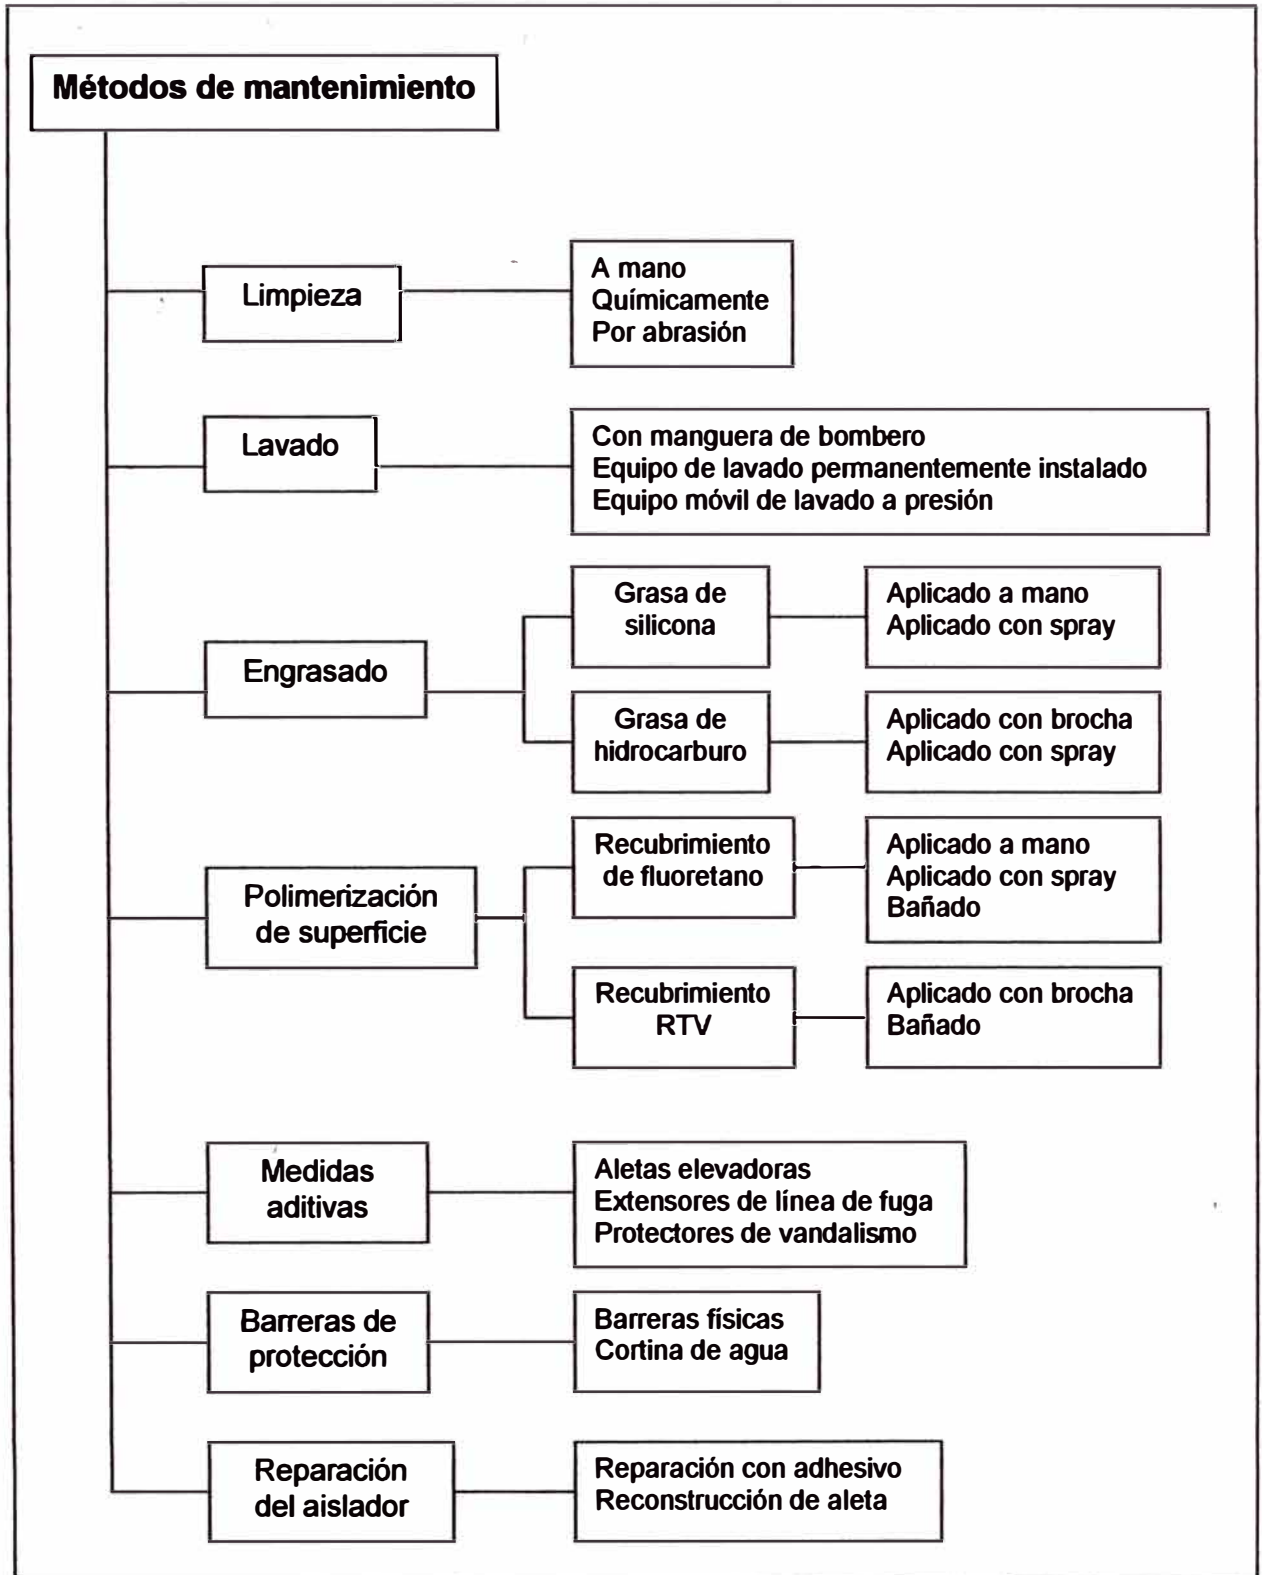 Métodos de mantenimiento
Limpieza
A mano
Químicamente
Por abrasión
Lavado
Con manguera de bombero
Equipo de lavado permanentemente instalado
Equipo móvil de lavado a presión
Engrasado
Grasa de
silicona
Aplicado a mano
Aplicado con spray
Grasa de
hidrocarburo
Aplicado con brocha
Aplicado con spray
Polimerización
de superficie
Recubrimiento
de fluoretano
Aplicado a mano
Aplicado con spray
Bañado
Recubrimiento
RTV
Aplicado con brocha
Bañado
Medidas
aditivas
Aletas elevadoras
Extensores de línea de fuga
Protectores de vandalismo
Barreras de
protección
Barreras físicas
Cortina de agua
Reparación
del aislador
Reparación con adhesivo
Reconstrucción de aleta